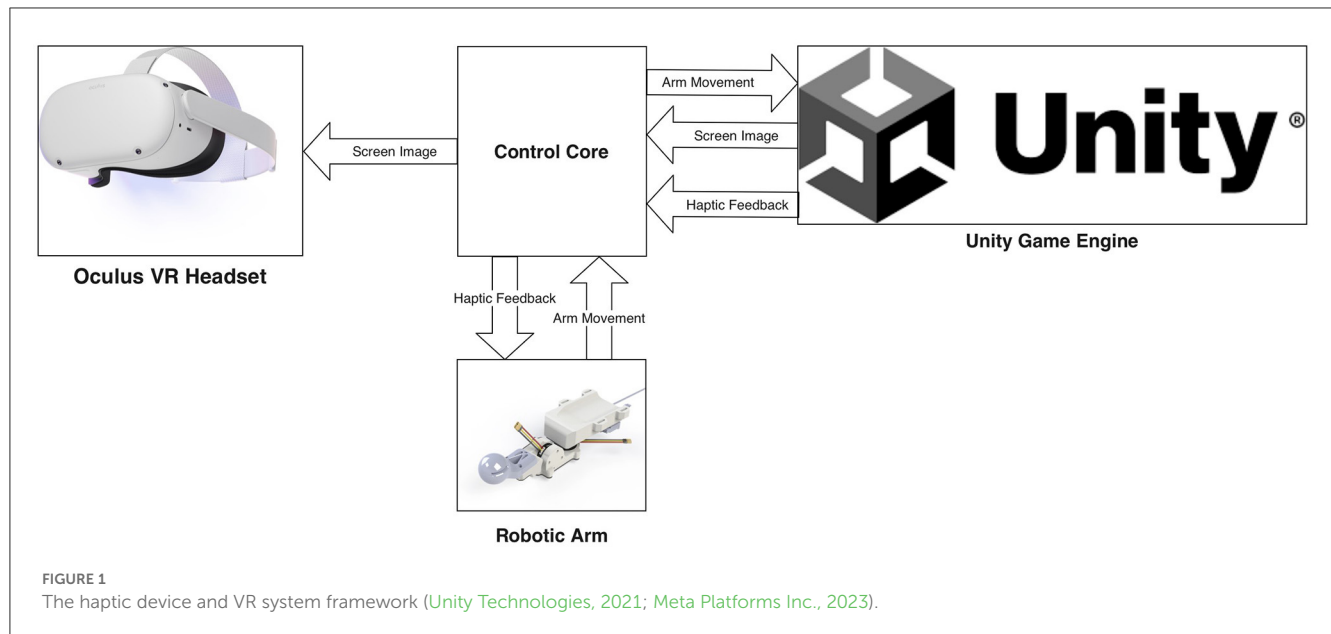 Arm Movement
Screen Image
Control Core
Screen Image
Unity
®
Haptic Feedback
Unity Game Engine
Oculus VR Headset
Haptic Feedback
Arm Movement
Robotic Arm
FIGURE 1
The haptic device and VR system framework (Unity Technologies, 2021; Meta Platforms Inc., 2023).